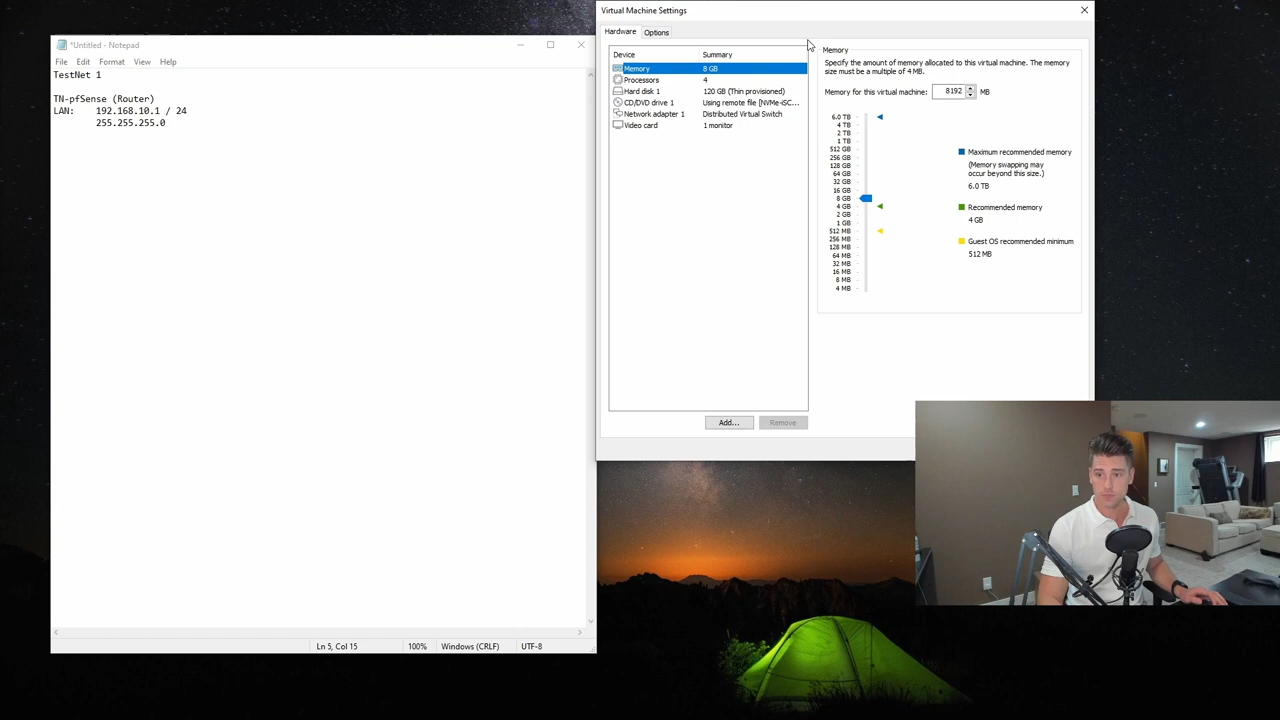 *Untitled - Notepad
File Edit Format View Help
TestNet 1
TN-pfSense (Router)
LAN: 192.168.10.1 / 24
255.255.255.0
Ln 5, Col 15 100% Windows (CRLF) UTF-8
Virtual Machine Settings
Hardware Options
Device Summary
Memory 8 GB
Processors 4
Hard disk 1 120 GB (Thin provisioned)
CD/DVD drive 1 Using remote file [NVMe-iSC...
Network adapter 1 Distributed Virtual Switch
Video card 1 monitor
Add... Remove
Memory
Specify the amount of memory allocated to this virtual machine. The memory
size must be a multiple of 4 MB.
Memory for this virtual machine: 8192 MB
6.0 TB
4 TB
2 TB
1 TB
512 GB
256 GB
128 GB
64 GB
32 GB
16 GB
8 GB
4 GB
2 GB
1 GB
512 MB
256 MB
128 MB
64 MB
32 MB
16 MB
8 MB
4 MB
Maximum recommended memory
(Memory swapping may
occur beyond this size.)
6.0 TB
Recommended memory
4 GB
Guest OS recommended minimum
512 MB